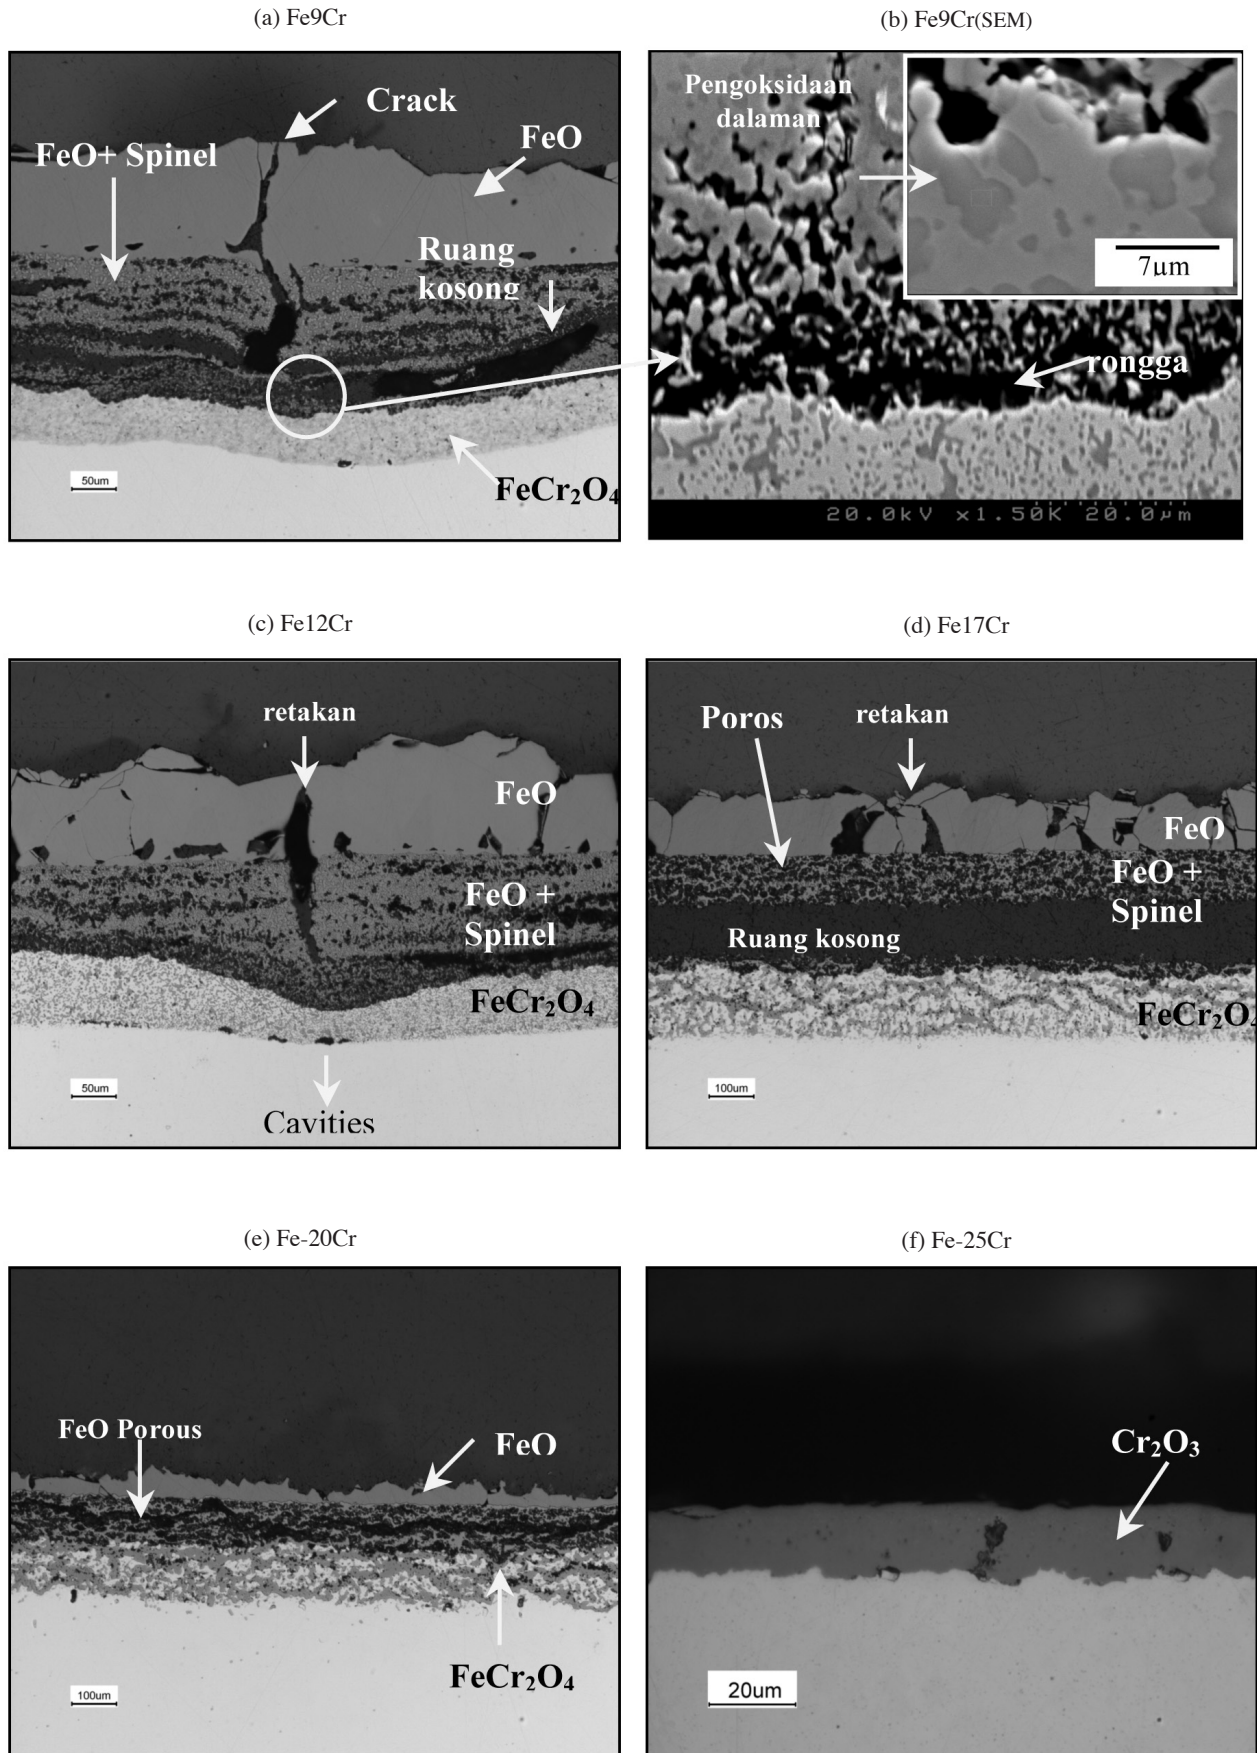 (a) Fe9Cr
(b) Fe9Cr(SEM)
Crack
FeO+ Spinel
FeO
Ruang
kosong
FeCr₂O₄
50um
Pengoksidaan
dalaman
7µm
rongga
20.0kV x1.50K 20.0µm
(c) Fe12Cr
(d) Fe17Cr
retakan
FeO
FeO +
Spinel
FeCr₂O₄
50um
Cavities
Poros
retakan
FeO
FeO +
Spinel
Ruang kosong
FeCr₂O₄
100um
(e) Fe-20Cr
(f) Fe-25Cr
FeO Porous
FeO
FeCr₂O₄
100um
Cr₂O₃
20um